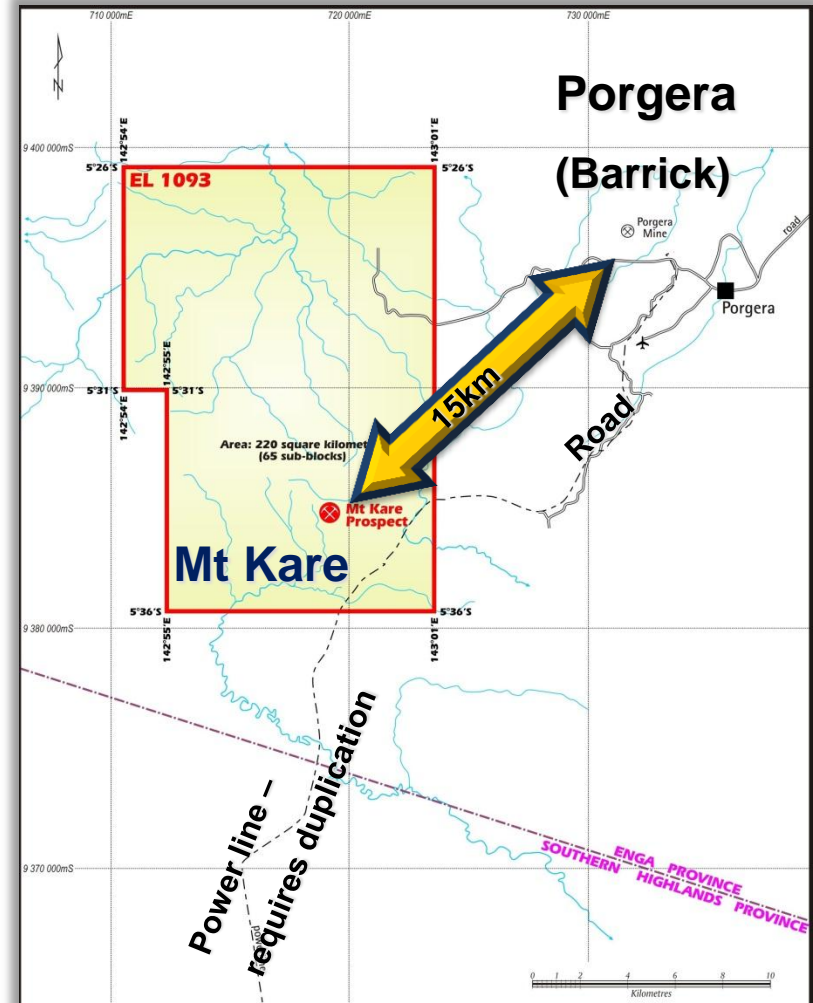 710 000mE
720 000mE
730 000mE
N
Porgera
(Barrick)
9 400 000mS
142°54'E
143°01'E
5°26'S
5°26'S
EL 1093
Porgera
Mine
road
Porgera
15km
Road
9 390 000mS
5°31'S
5°31'S
142°55'E
142°54'E
Area: 220 square kilomet
(65 sub-blocks)
Mt Kare
Prospect
Mt Kare
5°36'S
5°36'S
142°55'E
143°01'E
9 380 000mS
Power line –
requires duplication
9 370 000mS
ENGA PROVINCE
SOUTHERN HIGHLANDS PROVINCE
0 1 2 4 6 8 10
Kilometres